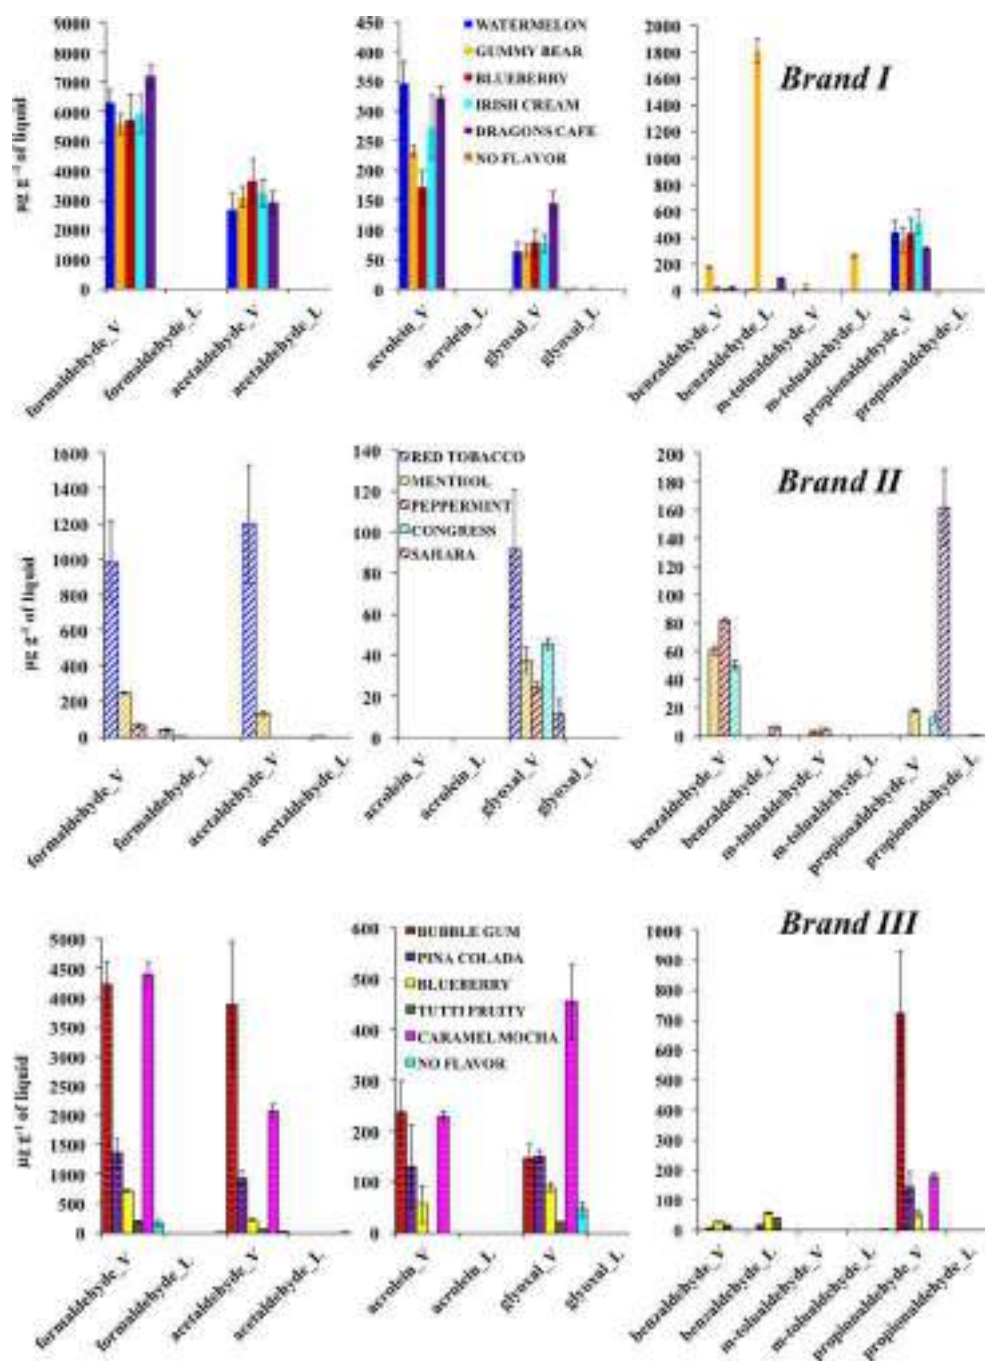 9000
8000
7000
6000
5000
4000
3000
2000
1000
0
µg g⁻¹ of liquid
formaldehyde_V
formaldehyde_L
acetaldehyde_V
acetaldehyde_L
450
400
350
300
250
200
150
100
50
0
WATERMELON
GUMMY BEAR
BLUEBERRY
IRISH CREAM
DRAGONS CAFE
NO FLAVOR
acrolein_V
acrolein_L
glyoxal_V
glyoxal_L
Brand I
2000
1800
1600
1400
1200
1000
800
600
400
200
0
benzaldehyde_V
benzaldehyde_L
m-tolualdehyde_V
m-tolualdehyde_L
propionaldehyde_V
propionaldehyde_L
1600
1400
1200
1000
800
600
400
200
0
µg g⁻¹ of liquid
formaldehyde_V
formaldehyde_L
acetaldehyde_V
acetaldehyde_L
140
120
100
80
60
40
20
0
RED TOBACCO
MENTHOL
PEPPERMINT
CONGRESS
SAHARA
acrolein_V
acrolein_L
glyoxal_V
glyoxal_L
Brand II
200
180
160
140
120
100
80
60
40
20
0
benzaldehyde_V
benzaldehyde_L
m-tolualdehyde_V
m-tolualdehyde_L
propionaldehyde_V
propionaldehyde_L
5000
4500
4000
3500
3000
2500
2000
1500
1000
500
0
µg g⁻¹ of liquid
formaldehyde_V
formaldehyde_L
acetaldehyde_V
acetaldehyde_L
600
500
400
300
200
100
0
BUBBLE GUM
PINA COLADA
BLUEBERRY
TUTTI FRUITY
CARAMEL MOCHA
NO FLAVOR
acrolein_V
acrolein_L
glyoxal_V
glyoxal_L
Brand III
1000
900
800
700
600
500
400
300
200
100
0
benzaldehyde_V
benzaldehyde_L
m-tolualdehyde_V
m-tolualdehyde_L
propionaldehyde_V
propionaldehyde_L